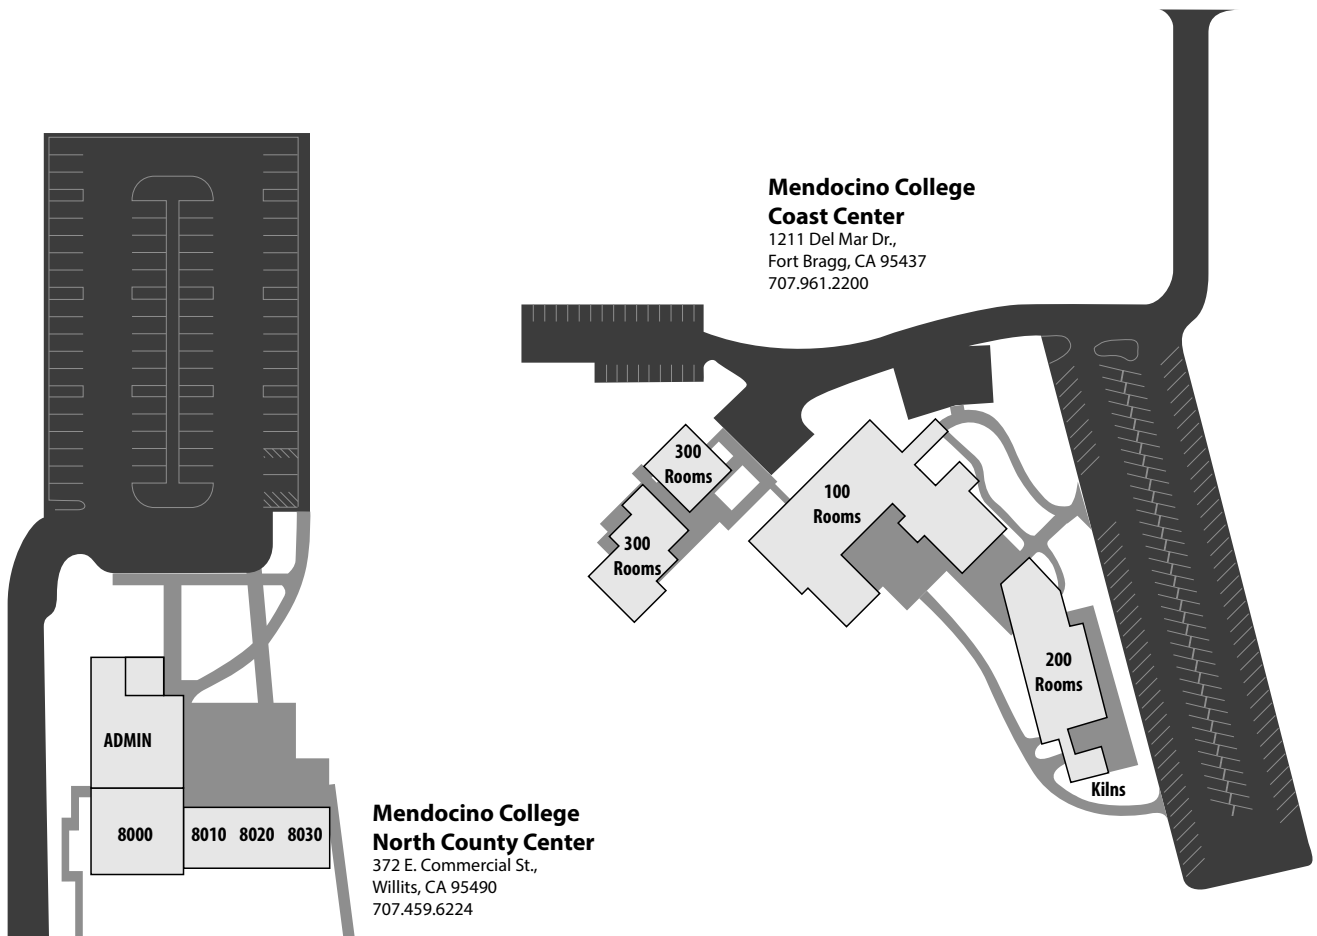 Mendocino College
Coast Center
1211 Del Mar Dr.,
Fort Bragg, CA 95437
707.961.2200
300
Rooms
100
Rooms
300
Rooms
200
Rooms
Kilns
ADMIN
8000
8010
8020
8030
Mendocino College
North County Center
372 E. Commercial St.,
Willits, CA 95490
707.459.6224